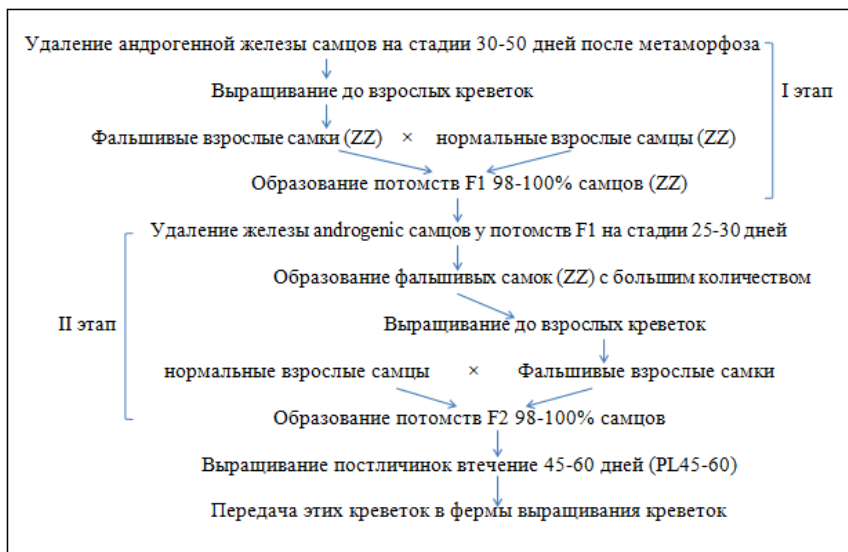 Удаление андрогенной железы самцов на стадии 30-50 дней после метаморфоза
Выращивание до взрослых креветок
I этап
Фальшивые взрослые самки (ZZ) × нормальные взрослые самцы (ZZ)
Образование потомств F1 98-100% самцов (ZZ)
Удаление железы androgenic самцов у потомств F1 на стадии 25-30 дней
Образование фальшивых самок (ZZ) с большим количеством
II этап
Выращивание до взрослых креветок
нормальные взрослые самцы × Фальшивые взрослые самки
Образование потомств F2 98-100% самцов
Выращивание постличинок втечение 45-60 дней (PL45-60)
Передача этих креветок в фермы выращивания креветок